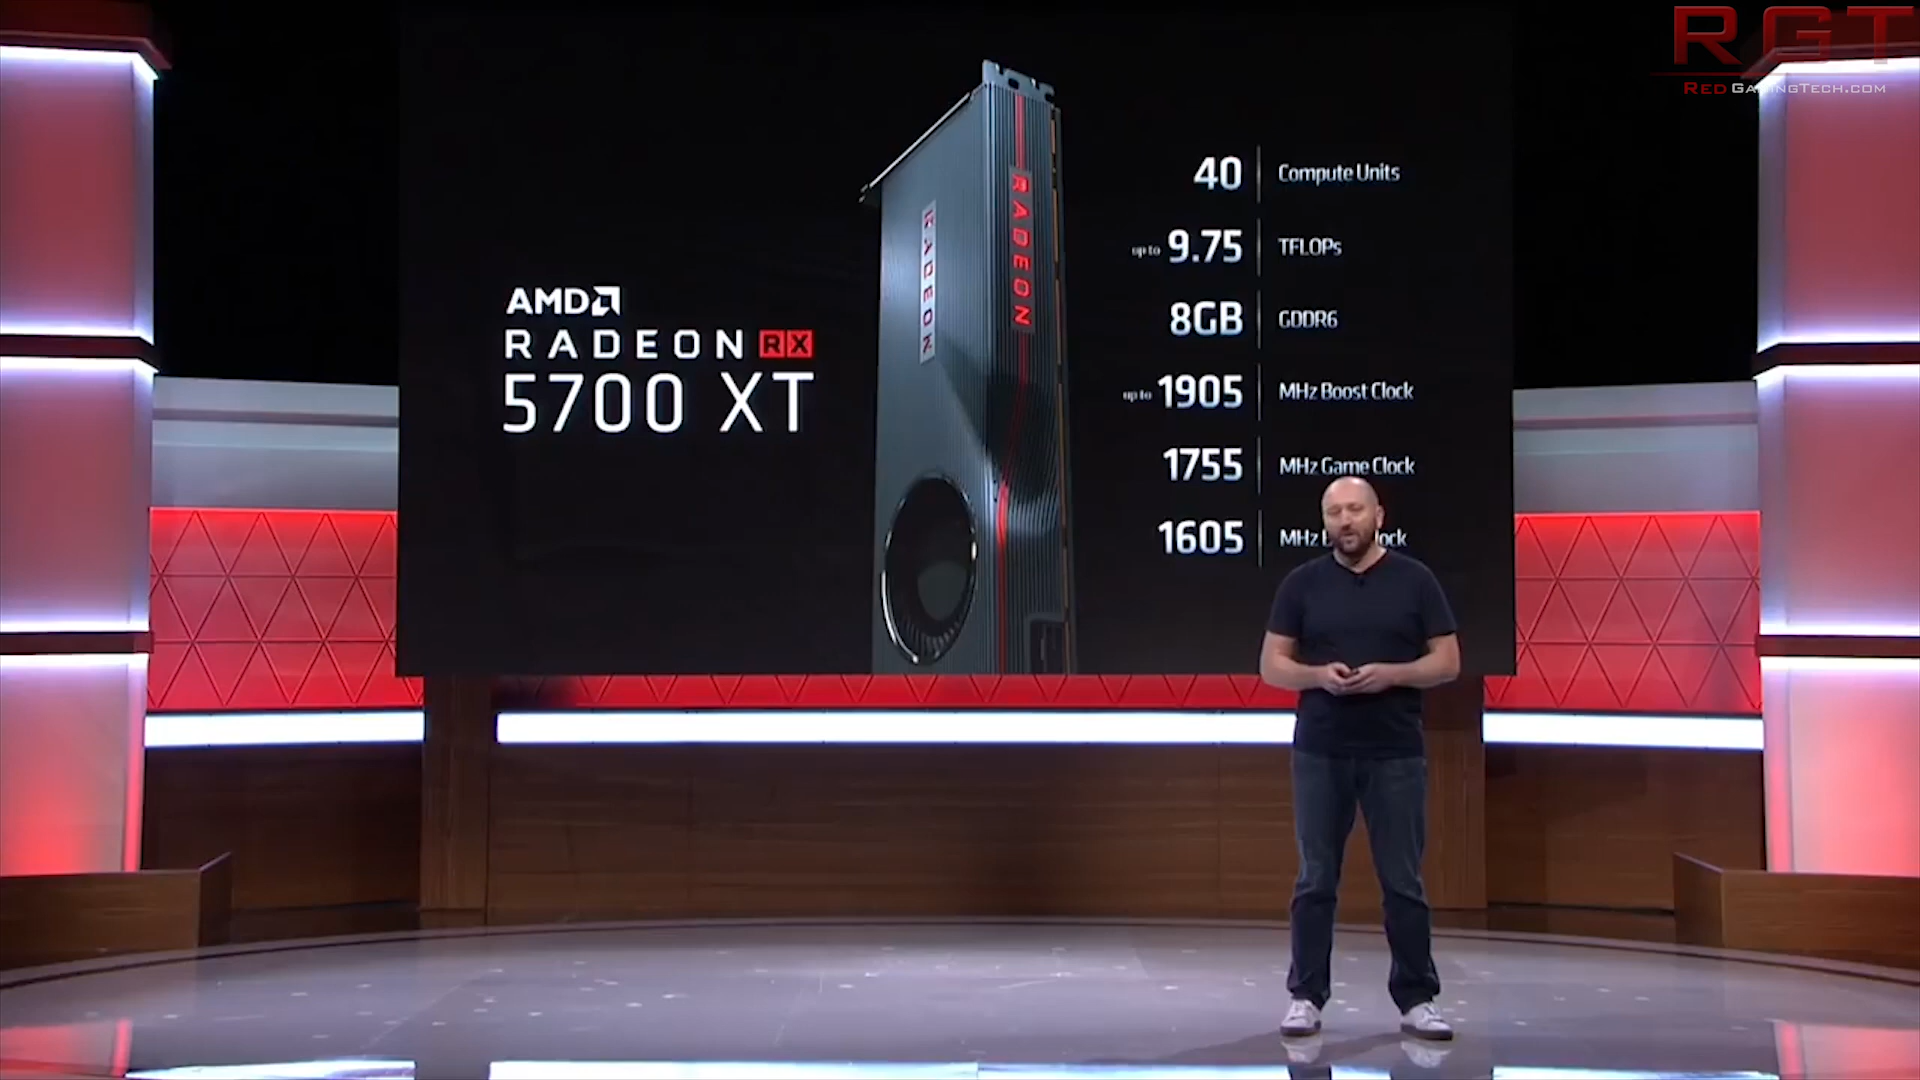 RGT
RedGamingTech.com
AMD
RADEON RX
5700 XT
RADEON
RADEON
40 Compute Units
up to 9.75 TFLOPs
8GB GDDR6
up to 1905 MHz Boost Clock
1755 MHz Game Clock
1605 MHz